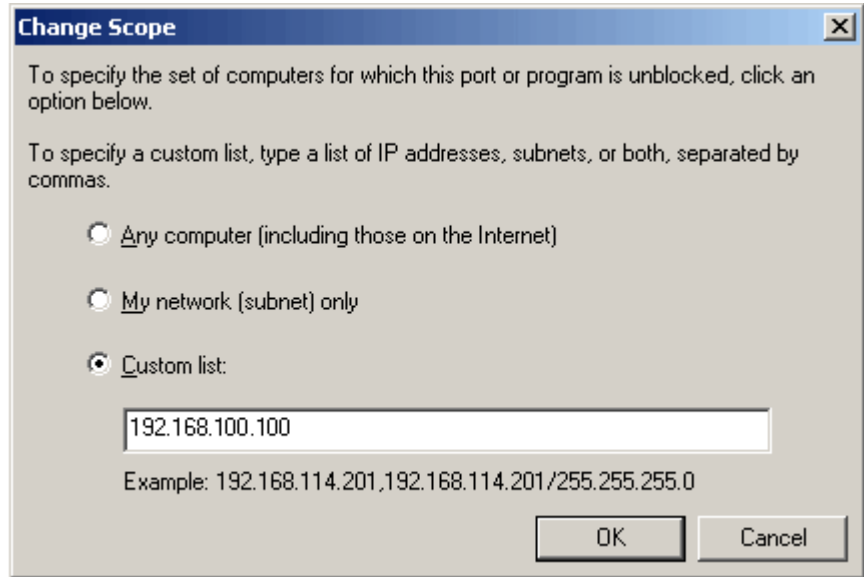 Change Scope
To specify the set of computers for which this port or program is unblocked, click an
option below.
To specify a custom list, type a list of IP addresses, subnets, or both, separated by
commas.
Any computer (including those on the Internet)
My network (subnet) only
Custom list:
192.168.100.100
Example: 192.168.114.201,192.168.114.201/255.255.255.0
OK Cancel